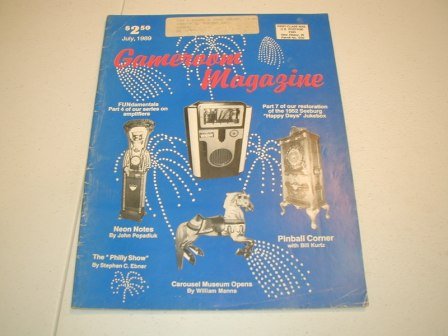 $2.50
July, 1989
Gameroom
Magazine
FUNdamentals
Part 4 of our series on
amplifiers
Part 7 of our restoration
of the 1952 Seeburg
"Happy Days" Jukebox
Neon Notes
By John Papadiuk
Pinball Corner
with Bill Kurtz
The "Philly Show"
By Stephen C. Ebner
Carousel Museum Opens
By William Manns